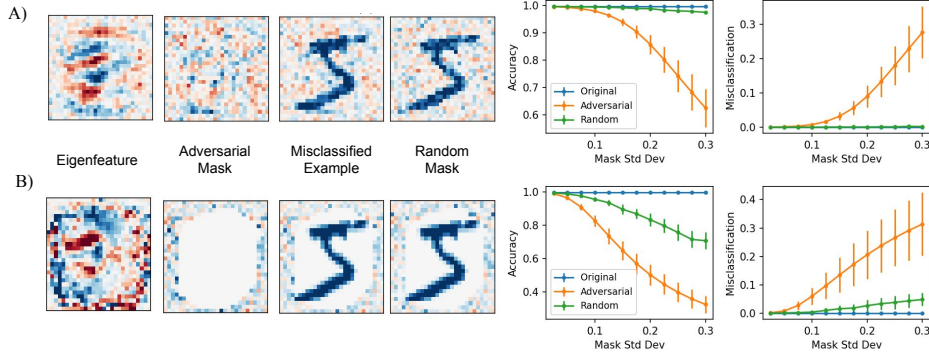 A)
Eigenfeature
Adversarial
Mask
Misclassified
Example
Random
Mask
Accuracy
1.0
0.9
0.8
0.7
0.6
Original
Adversarial
Random
0.1
0.2
0.3
Mask Std Dev
Misclassification
0.3
0.2
0.1
0.0
0.1
0.2
0.3
Mask Std Dev
B)
Accuracy
1.0
0.8
0.6
0.4
Original
Adversarial
Random
0.1
0.2
0.3
Mask Std Dev
Misclassification
0.4
0.3
0.2
0.1
0.0
0.1
0.2
0.3
Mask Std Dev